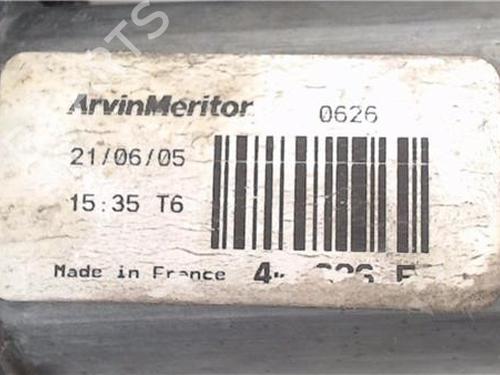 ArvinMeritor 0626
21/06/05
15:35 T6
Made in France